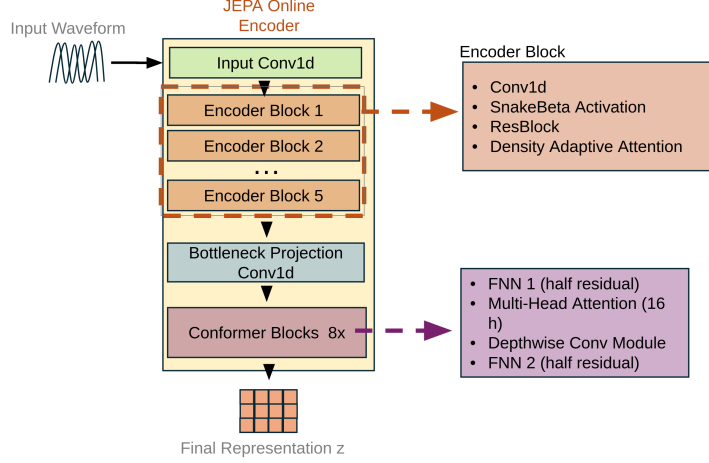 JEPA Online
Encoder
Input Waveform
Input Conv1d
Encoder Block 1
Encoder Block 2
...
Encoder Block 5
Bottleneck Projection
Conv1d
Conformer Blocks 8x
Final Representation z
Encoder Block
• Conv1d
• SnakeBeta Activation
• ResBlock
• Density Adaptive Attention
• FNN 1 (half residual)
• Multi-Head Attention (16
h)
• Depthwise Conv Module
• FNN 2 (half residual)